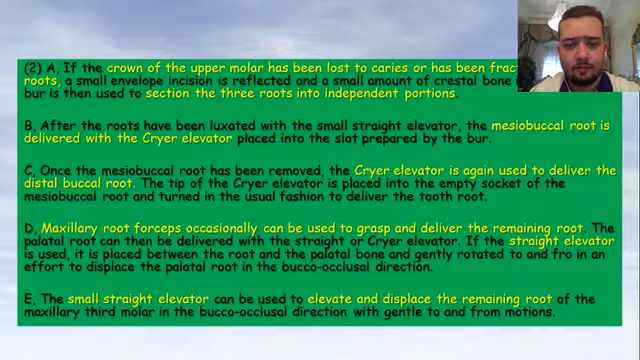 (2) A, If the crown of the upper molar has been lost to caries or has been frac
roots, a small envelope incision is reflected and a small amount of crestal bone
bur is then used to section the three roots into independent portions.
B, After the roots have been luxated with the small straight elevator, the mesiobuccal root is
delivered with the Cryer elevator placed into the slot prepared by the bur.
C, Once the mesiobuccal root has been removed, the Cryer elevator is again used to deliver the
distal buccal root. The tip of the Cryer elevator is placed into the empty socket of the
mesiobuccal root and turned in the usual fashion to deliver the tooth root.
D, Maxillary root forceps occasionally can be used to grasp and deliver the remaining root. The
palatal root can then be delivered with the straight or Cryer elevator. If the straight elevator
is used, it is placed between the root and the palatal bone and gently rotated to and fro in an
effort to displace the palatal root in the bucco-occlusal direction.
E, The small straight elevator can be used to elevate and displace the remaining root of the
maxillary third molar in the bucco-occlusal direction with gentle to and from motions.